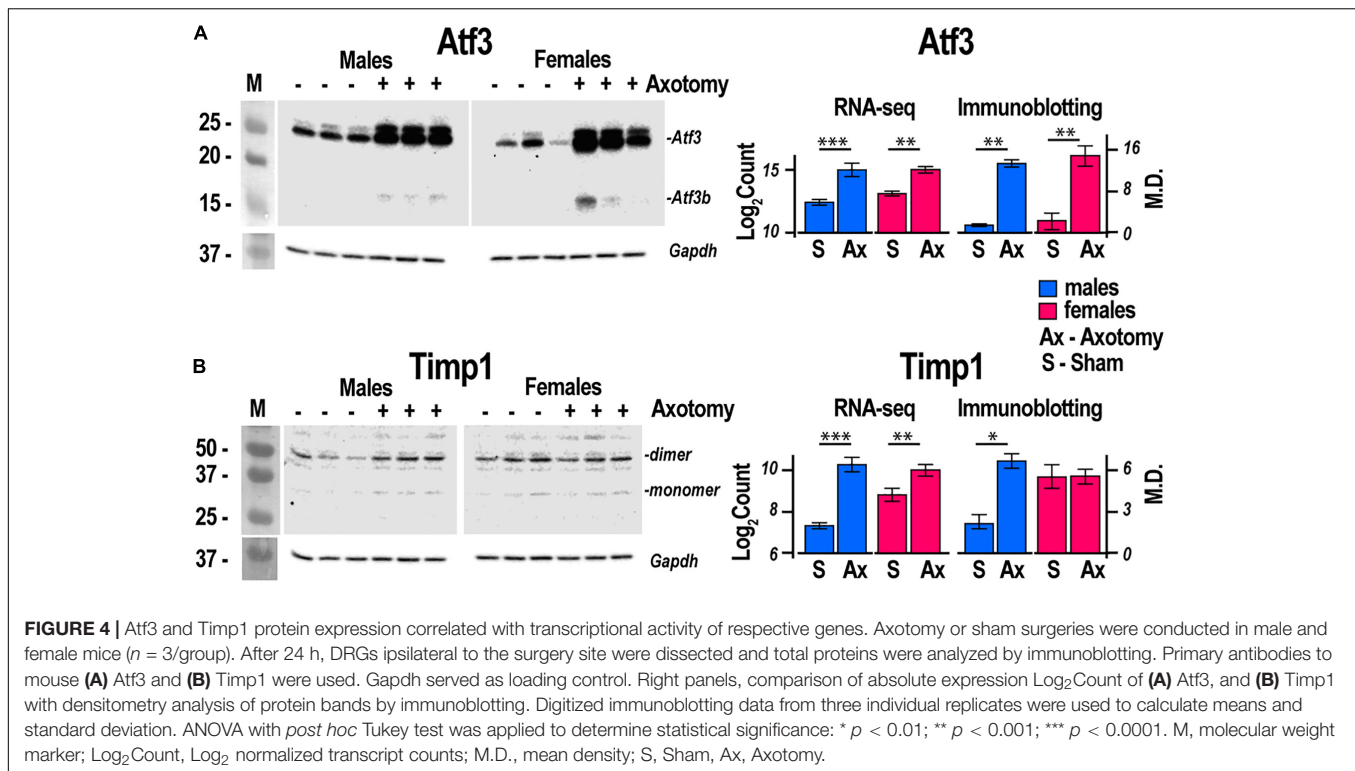 A Atf3 Atf3
Males Females
M - - - + + + - - - + + + Axotomy
RNA-seq Immunoblotting
25 -
20 -
15 -
-Atf3
-Atf3b
37 -
Gapdh
*** ** ** **
Log₂Count
15
10
16
8
0
M.D.
S Ax S Ax S Ax S Ax
males
females
Ax - Axotomy
S - Sham
B Timp1 Timp1
Males Females
M - - - + + + - - - + + + Axotomy
RNA-seq Immunoblotting
50 -
37 -
25 -
-dimer
-monomer
37 -
Gapdh
*** ** *
Log₂Count
10
8
6
6
4
2
0
M.D.
S Ax S Ax S Ax S Ax
FIGURE 4 | Atf3 and Timp1 protein expression correlated with transcriptional activity of respective genes. Axotomy or sham surgeries were conducted in male and
female mice (n = 3/group). After 24 h, DRGs ipsilateral to the surgery site were dissected and total proteins were analyzed by immunoblotting. Primary antibodies to
mouse (A) Atf3 and (B) Timp1 were used. Gapdh served as loading control. Right panels, comparison of absolute expression Log₂Count of (A) Atf3, and (B) Timp1
with densitometry analysis of protein bands by immunoblotting. Digitized immunoblotting data from three individual replicates were used to calculate means and
standard deviation. ANOVA with post hoc Tukey test was applied to determine statistical significance: * p < 0.01; ** p < 0.001; *** p < 0.0001. M, molecular weight
marker; Log₂Count, Log₂ normalized transcript counts; M.D., mean density; S, Sham, Ax, Axotomy.